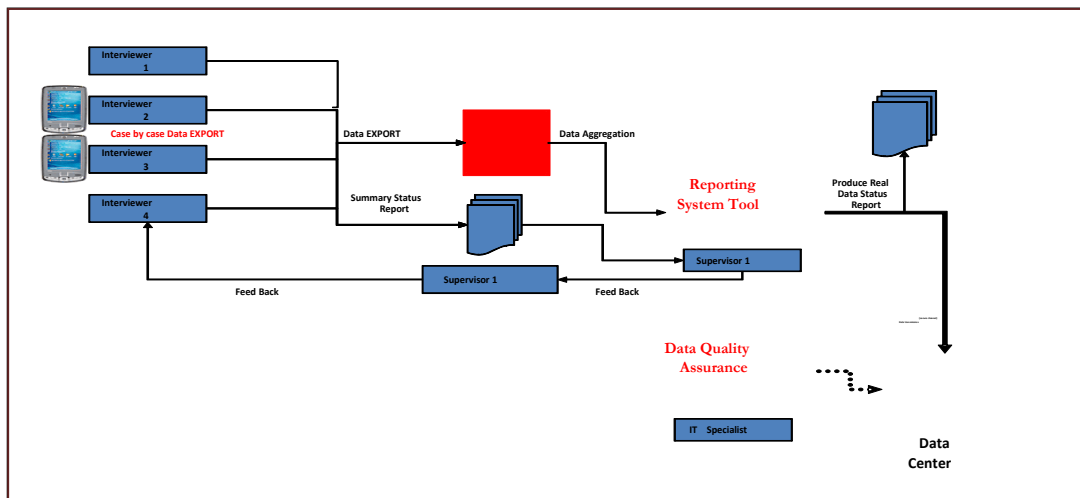 Interviewer
1
Interviewer
2
Case by case Data EXPORT
Interviewer
3
Interviewer
4
Data EXPORT
Data Aggregation
Summary Status
Report
Reporting
System Tool
Produce Real
Data Status
Report
Supervisor 1
Supervisor 1
Feed Back
Feed Back
Data Quality
Assurance
IT Specialist
Data
Center